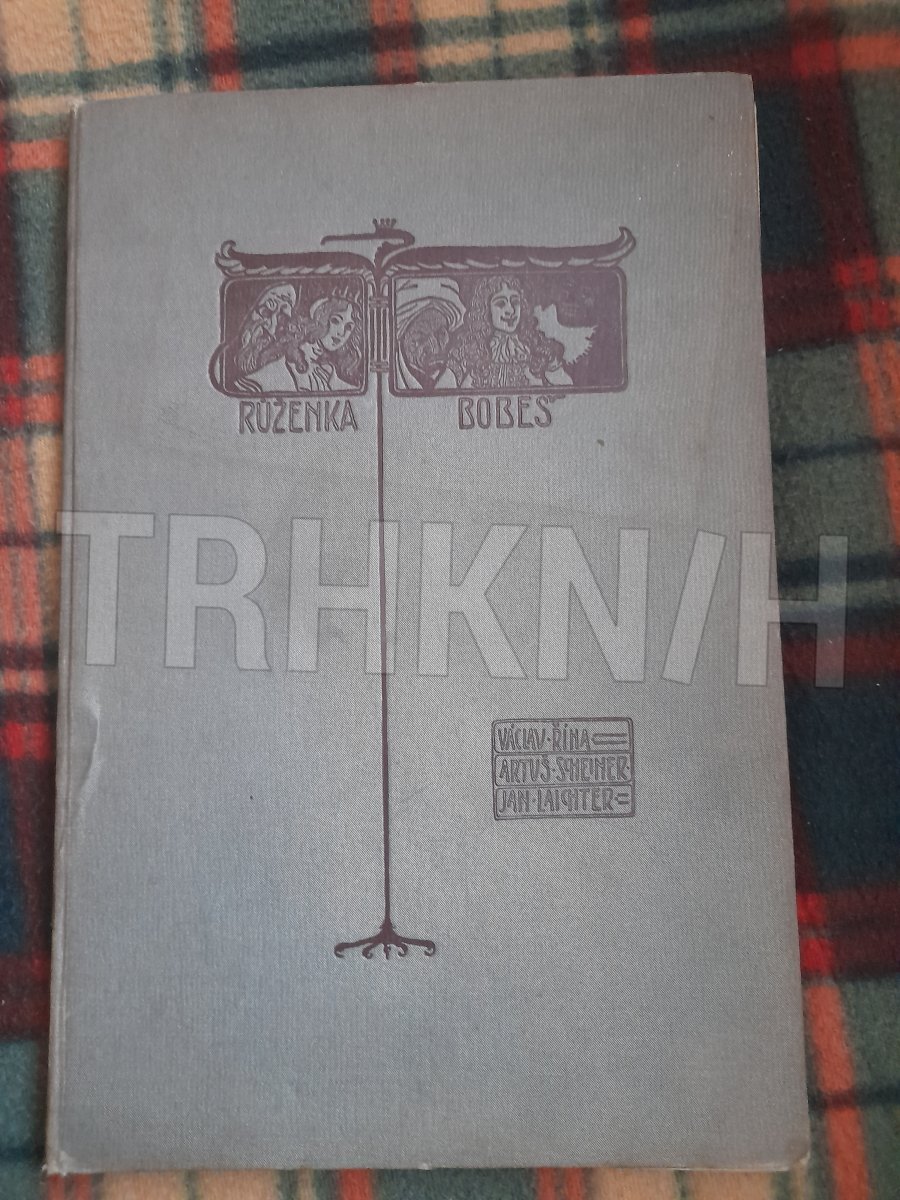 RŮŽENKA BOBEŠ
TRHKNIH
VÁCLAV·ŘÍHA
ARTUŠ·SCHEINER·
JAN·LAICHTER